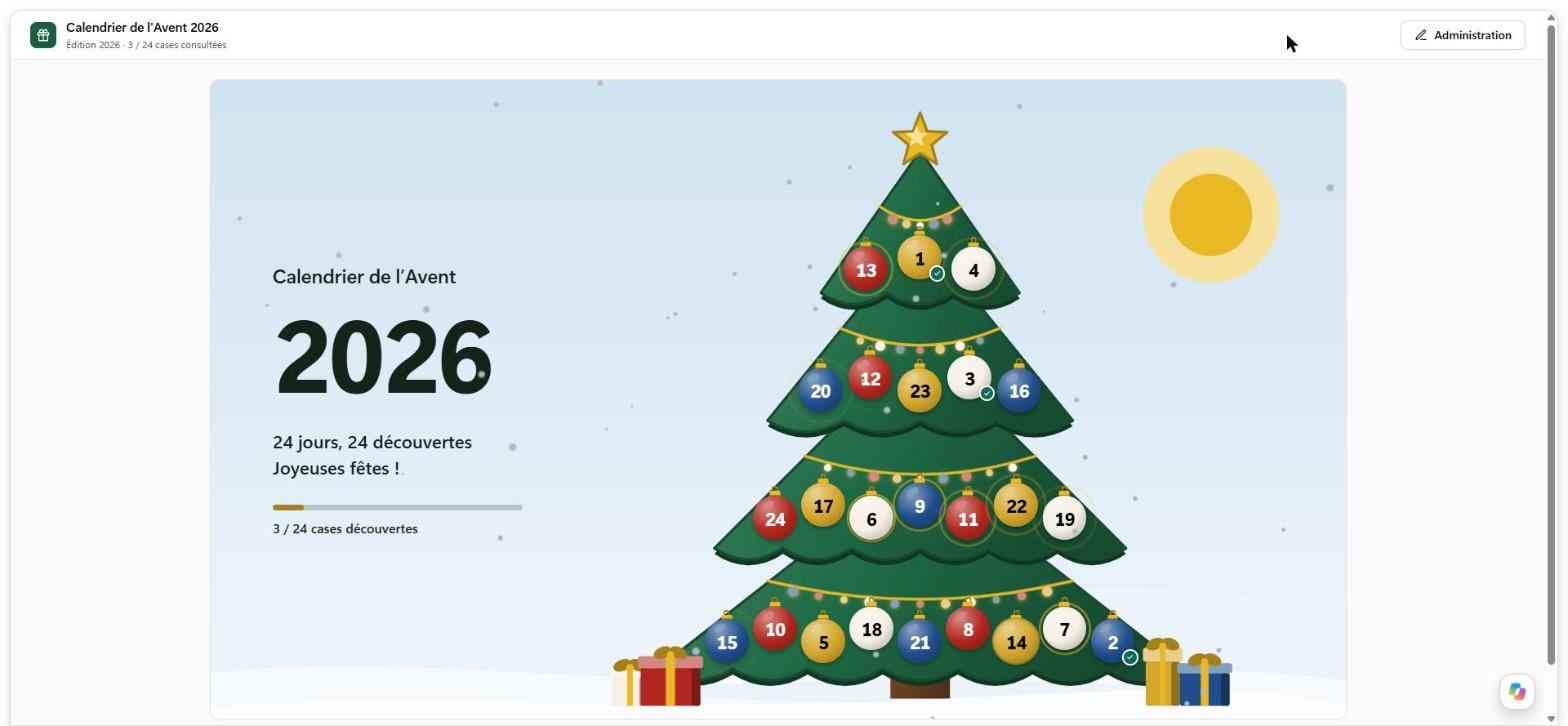 Calendrier de l'Avent 2026
Édition 2026 · 3 / 24 cases consultées
Administration
Calendrier de l'Avent
2026
24 jours, 24 découvertes
Joyeuses fêtes !
3 / 24 cases découvertes
13 1 4
20 12 23 3 16
24 17 6 9 11 22 19
15 10 5 18 21 8 14 7 2